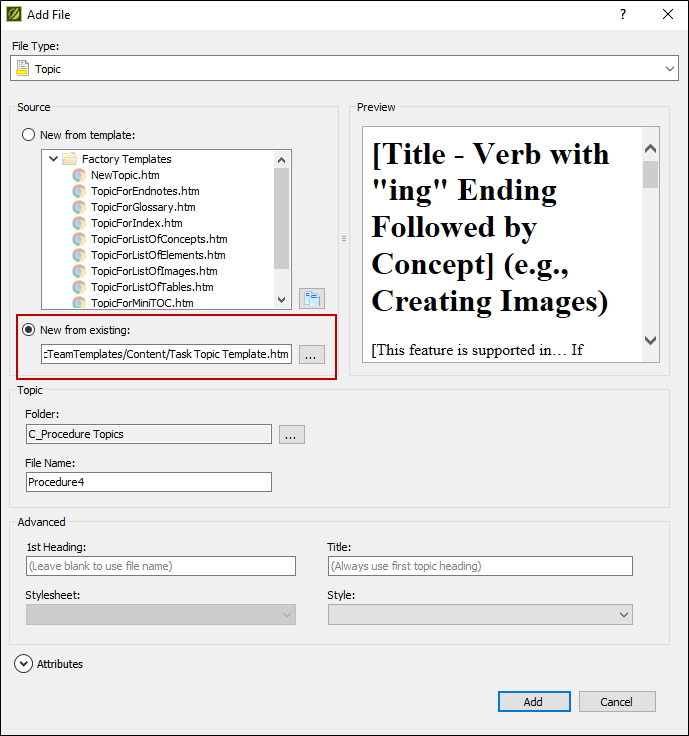 Add File
?
File Type:
Topic
Source
New from template:
Factory Templates
NewTopic.htm
TopicForEndnotes.htm
TopicForGlossary.htm
TopicForIndex.htm
TopicForListOfConcepts.htm
TopicForListOfElements.htm
TopicForListOfImages.htm
TopicForListOfTables.htm
TopicForMiniTOC.htm
New from existing:
:TeamTemplates/Content/Task Topic Template.htm
...
Preview
[Title - Verb with
"ing" Ending
Followed by
Concept] (e.g.,
Creating Images)
[This feature is supported in… If
Topic
Folder:
C_Procedure Topics
...
File Name:
Procedure4
Advanced
1st Heading:
(Leave blank to use file name)
Title:
(Always use first topic heading)
Stylesheet:
Style:
Attributes
Add
Cancel